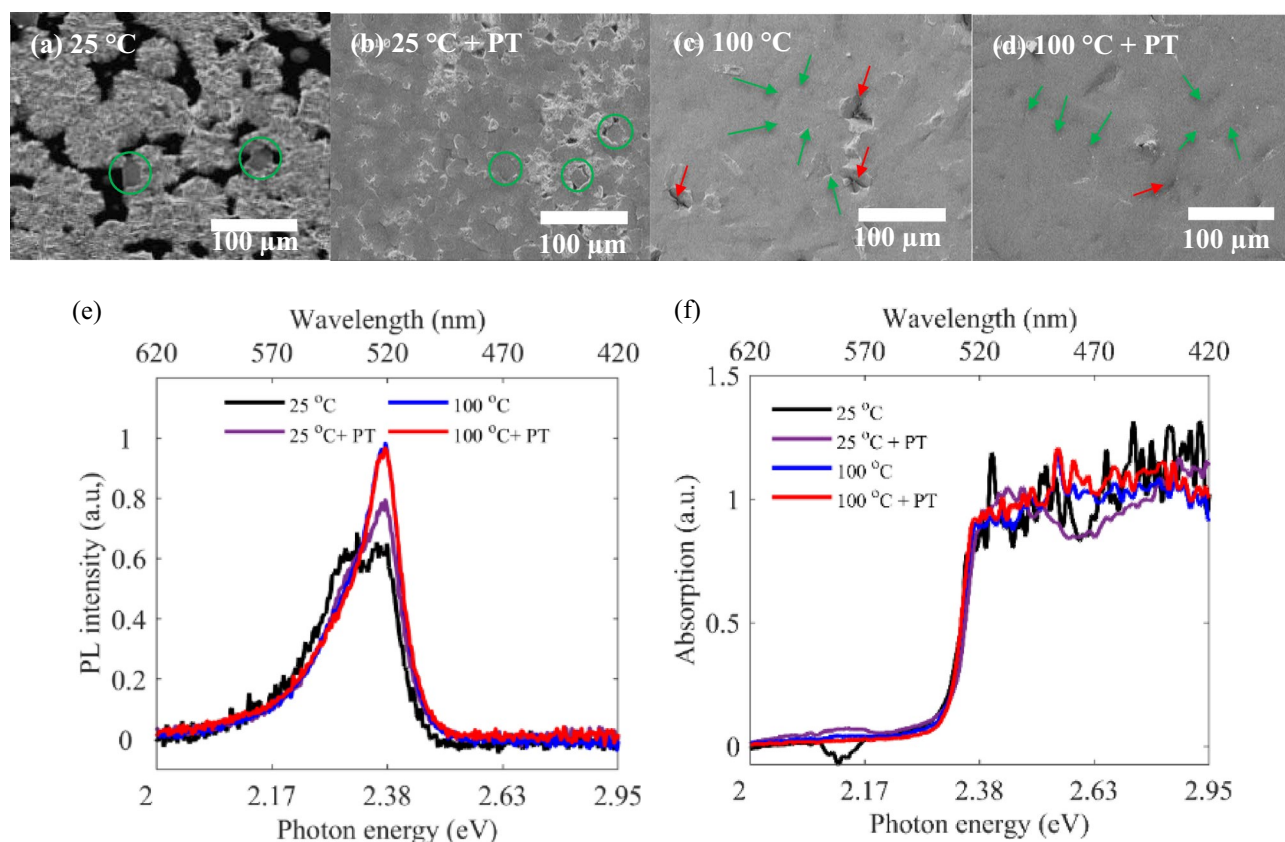 (a) 25 °C
(b) 25 °C + PT
(c) 100 °C
(d) 100 °C + PT
100 µm
100 µm
100 µm
100 µm
(e)
Wavelength (nm)
620 570 520 470 420
25 °C
100 °C
25 °C+ PT
100 °C+ PT
PL intensity (a.u,)
1
0.8
0.6
0.4
0.2
0
2 2.17 2.38 2.63 2.95
Photon energy (eV)
(f)
Wavelength (nm)
620 570 520 470 420
25 °C
25 °C + PT
100 °C
100 °C + PT
Absorption (a.u.)
1.5
1
0.5
0
2 2.17 2.38 2.63 2.95
Photon energy (eV)